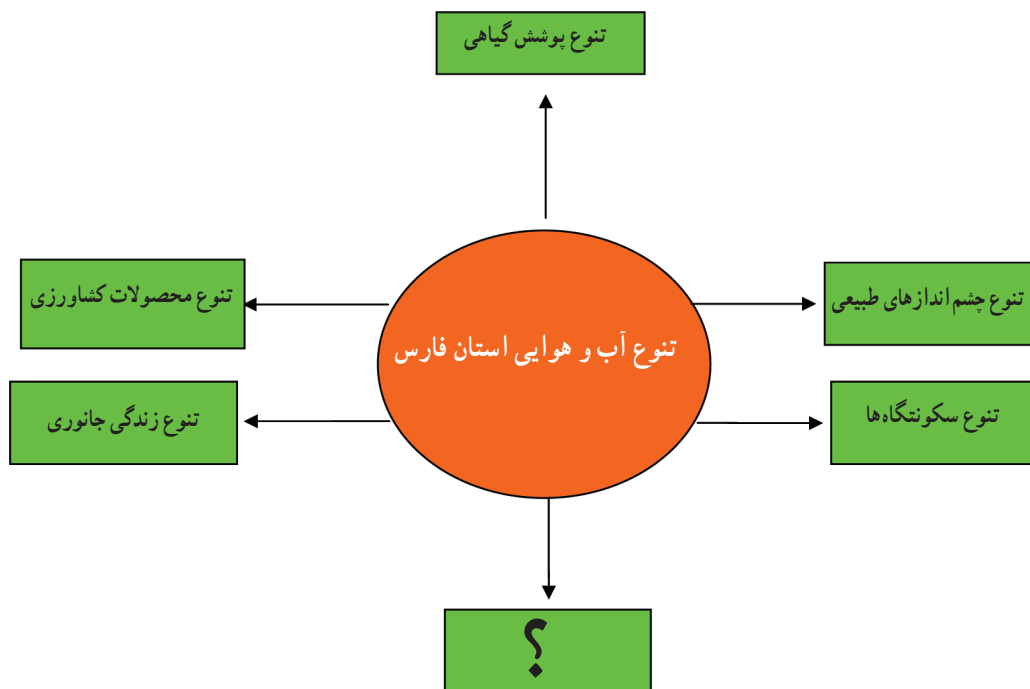 تنوع پوشش گیاهی
تنوع چشم اندازهای طبیعی
تنوع محصولات کشاورزی
تنوع آب و هوایی استان فارس
تنوع سکونتگاه‌ها
تنوع زندگی جانوری
؟